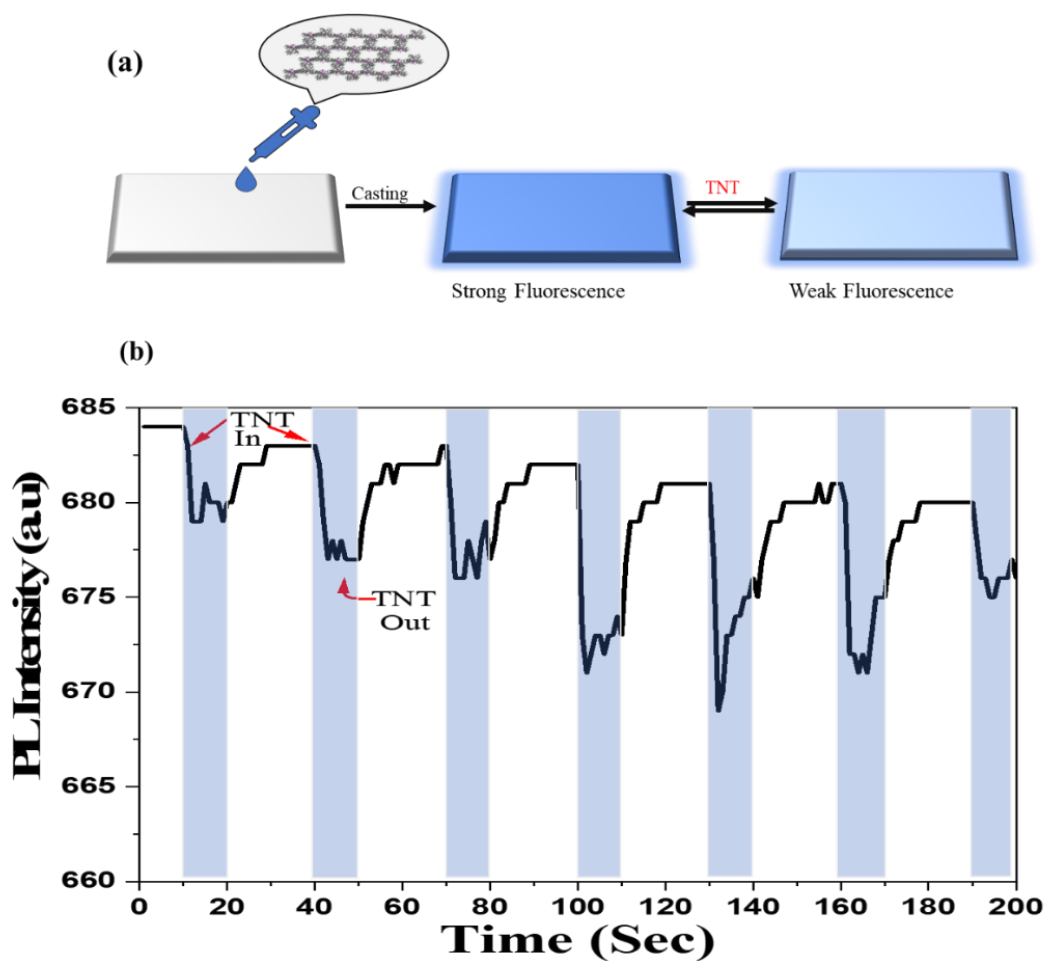 (a)
Casting
TNT
Strong Fluorescence
Weak Fluorescence
(b)
PL Intensity (a.u)
685
680
675
670
665
660
TNT
In
TNT
Out
0 20 40 60 80 100 120 140 160 180 200
Time (Sec)